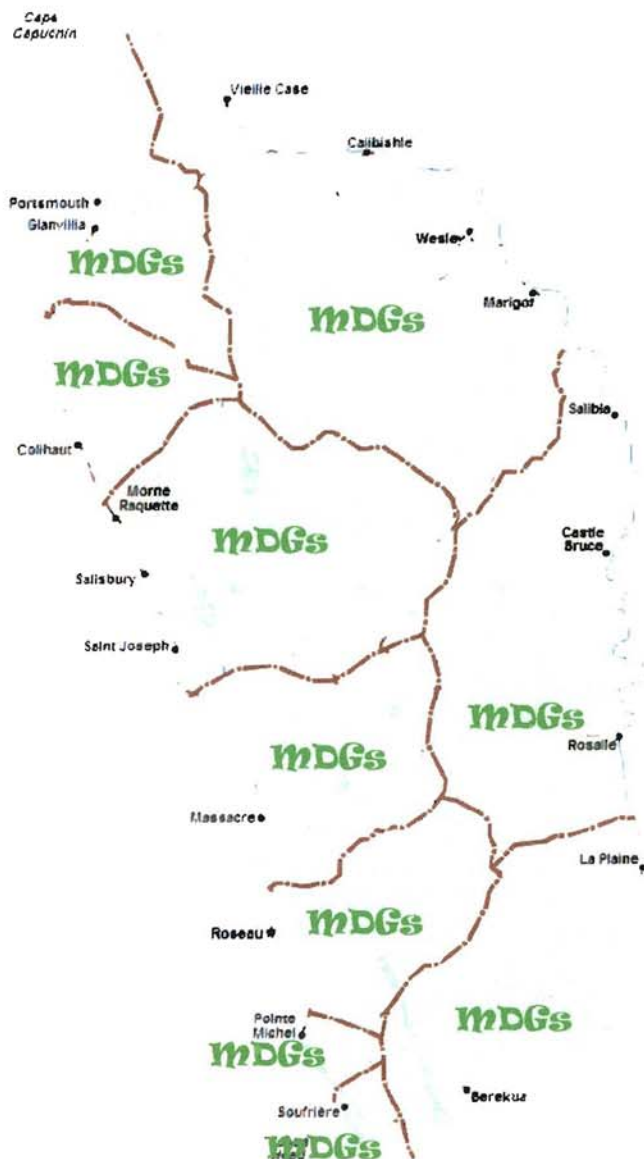 Cape
Capuchin
Vieille Case
Calibishie
Portsmouth
Glanvillia
Wesley
MDGs
Marigot
MDGs
MDGs
Salibia
Colihaut
Morne
Raquette
MDGs
Castle
Bruce
Salisbury
Saint Joseph
MDGs
Rosalie
MDGs
Massacre
La Plaine
MDGs
Roseau
MDGs
Pointe
Michel
MDGs
Berekua
Soufrière
MDGs